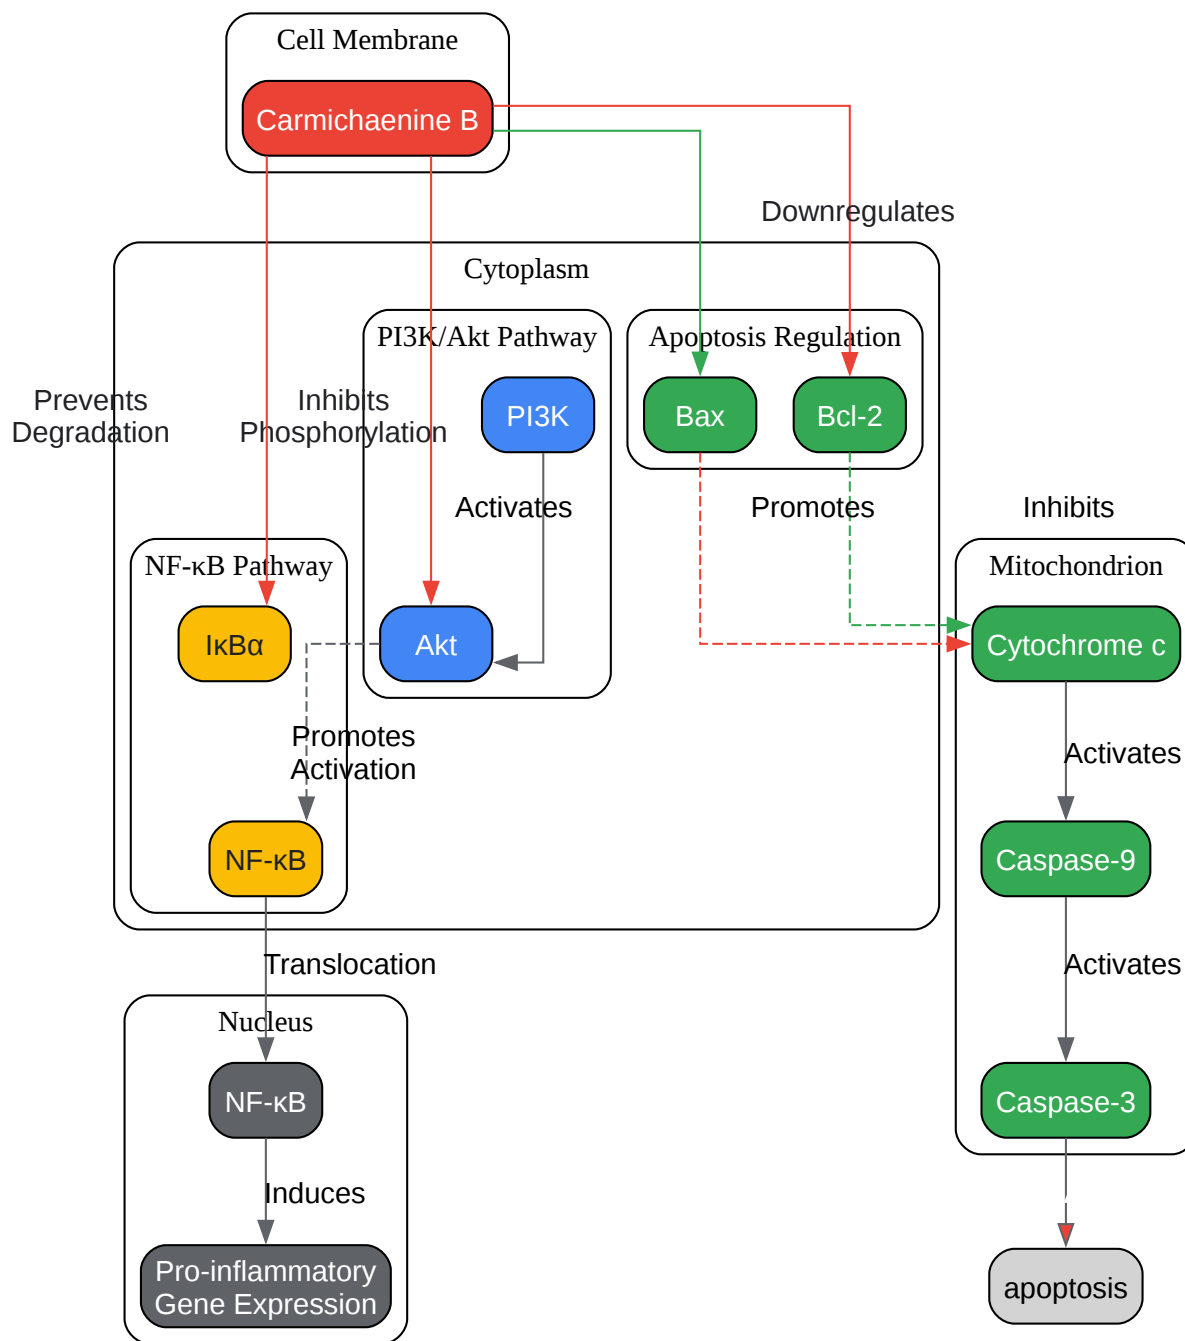 Cell Membrane
Carmichaenine B
Downregulates
Cytoplasm
PI3K/Akt Pathway
Apoptosis Regulation
PI3K
Bax
Bcl-2
Prevents
Degradation
Inhibits
Phosphorylation
Activates
Promotes
Inhibits
NF-κB Pathway
Mitochondrion
IκBα
Akt
Cytochrome c
Promotes
Activation
Activates
NF-κB
Caspase-9
Translocation
Activates
Nucleus
NF-κB
Caspase-3
Induces
Pro-inflammatory
Gene Expression
apoptosis